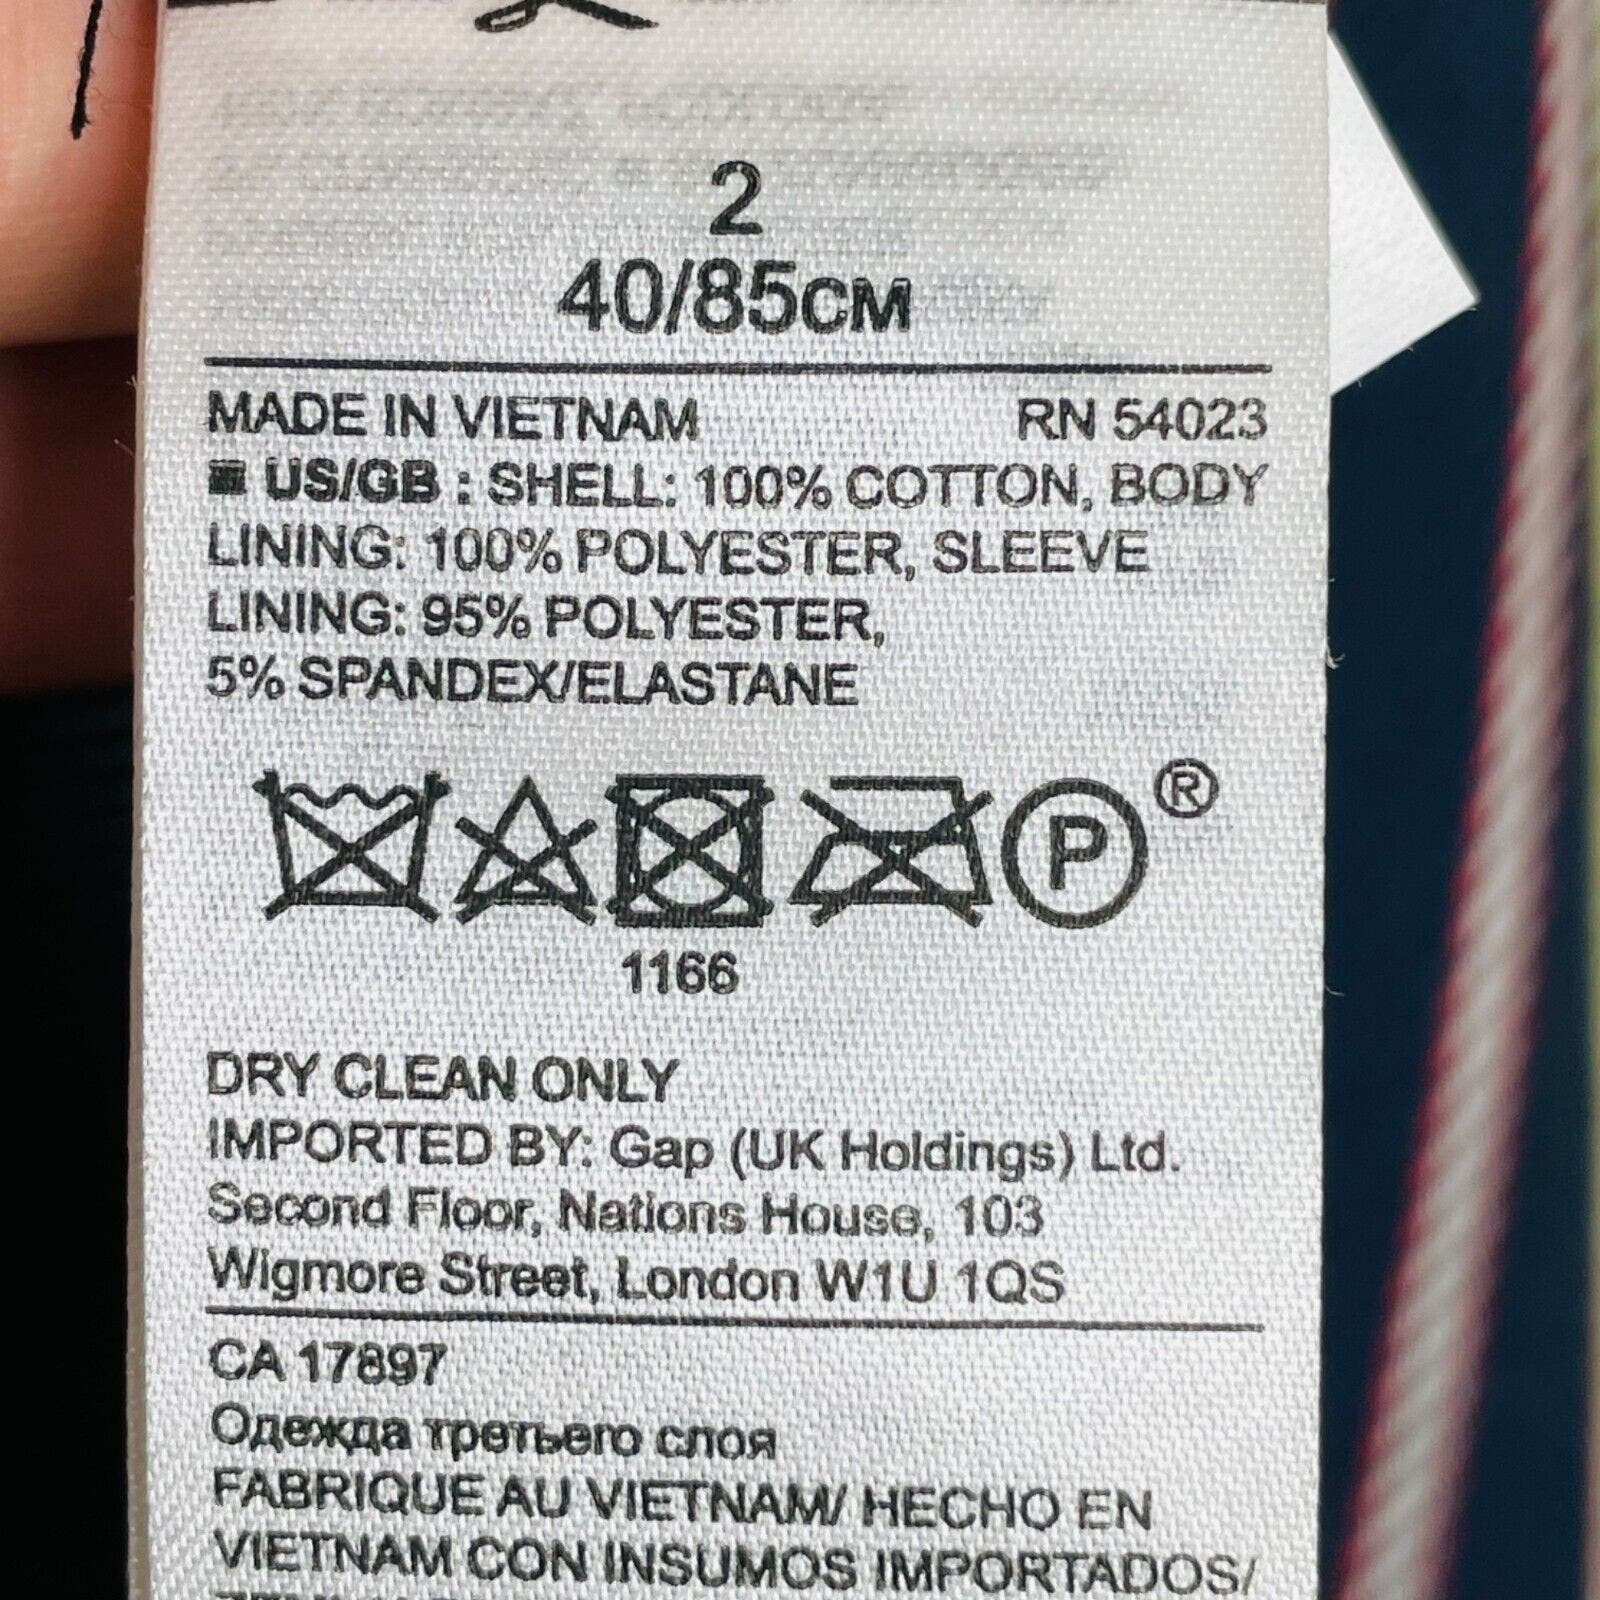 2
40/85CM
MADE IN VIETNAM RN 54023
US/GB : SHELL: 100% COTTON, BODY
LINING: 100% POLYESTER, SLEEVE
LINING: 95% POLYESTER,
5% SPANDEX/ELASTANE
P ®
1166
DRY CLEAN ONLY
IMPORTED BY: Gap (UK Holdings) Ltd.
Second Floor, Nations House, 103
Wigmore Street, London W1U 1QS
CA 17897
Одежда третьего слоя
FABRIQUE AU VIETNAM/ HECHO EN
VIETNAM CON INSUMOS IMPORTADOS/